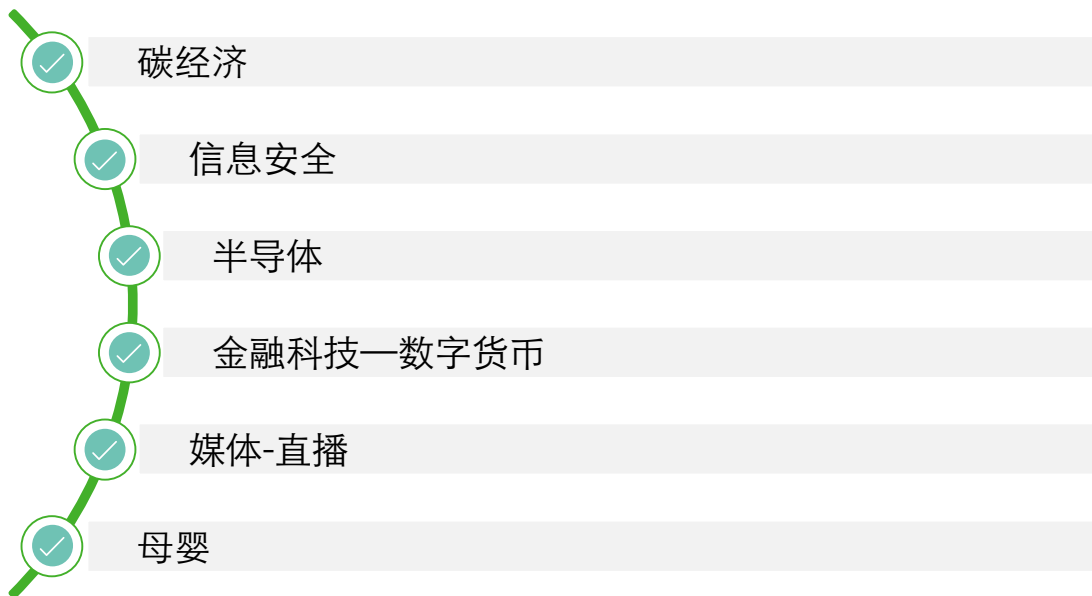 碳经济
信息安全
半导体
金融科技—数字货币
媒体-直播
母婴